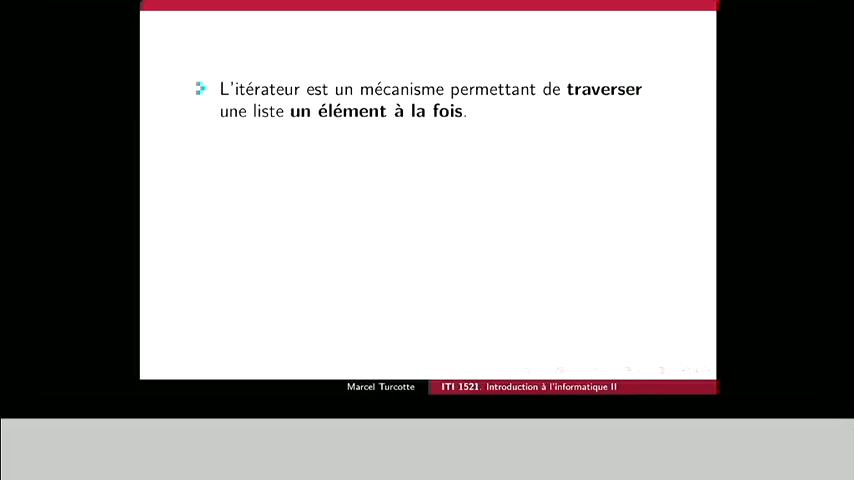 L'itérateur est un mécanisme permettant de traverser
une liste un élément à la fois.
Marcel Turcotte
ITI 1521. Introduction à l'informatique II